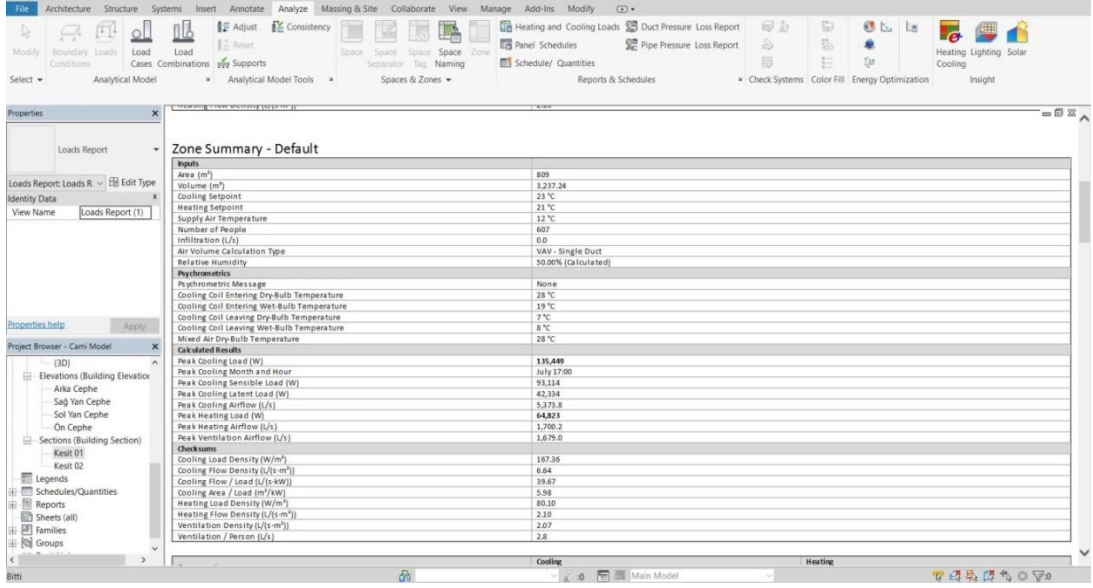 File Architecture Structure Systems Insert Annotate Analyze Massing & Site Collaborate View Manage Add-Ins Modify
Modify Boundary Conditions Loads Load Cases Load Combinations Adjust Reset Supports Consistency Space Space Separator Space Tag Space Naming Zone
Heating and Cooling Loads Duct Pressure Loss Report
Panel Schedules Pipe Pressure Loss Report
Schedule/ Quantities
Heating Cooling Lighting Solar
Select Analytical Model Analytical Model Tools Spaces & Zones Reports & Schedules Check Systems Color Fill Energy Optimization Insight
Properties
Loads Report
Loads Report: Loads R Edit Type
Identity Data
View Name Loads Report (1)
Properties help Apply
Project Browser - Cami Model
(3D)
Elevations (Building Elevation
Arka Cephe
Sağ Yan Cephe
Sol Yan Cephe
Ön Cephe
Sections (Building Section)
Kesit 01
Kesit 02
Legends
Schedules/Quantities
Reports
Sheets (all)
Families
Groups
Zone Summary - Default
Inputs
Area (m²) 809
Volume (m³) 3,237.24
Cooling Setpoint 23 °C
Heating Setpoint 21 °C
Supply Air Temperature 12 °C
Number of People 607
Infiltration (L/s) 0.0
Air Volume Calculation Type VAV - Single Duct
Relative Humidity 50.00% (Calculated)
Psychrometrics
Psychrometric Message None
Cooling Coil Entering Dry-Bulb Temperature 28 °C
Cooling Coil Entering Wet-Bulb Temperature 19 °C
Cooling Coil Leaving Dry-Bulb Temperature 7 °C
Cooling Coil Leaving Wet-Bulb Temperature 8 °C
Mixed Air Dry-Bulb Temperature 28 °C
Calculated Results
Peak Cooling Load (W) 135,449
Peak Cooling Month and Hour July 17:00
Peak Cooling Sensible Load (W) 93,114
Peak Cooling Latent Load (W) 42,334
Peak Cooling Airflow (L/s) 5,373.8
Peak Heating Load (W) 64,823
Peak Heating Airflow (L/s) 1,700.2
Peak Ventilation Airflow (L/s) 1,679.0
Checksums
Cooling Load Density (W/m²) 167.36
Cooling Flow Density (L/(s·m²)) 6.64
Cooling Flow / Load (L/(s·kW)) 39.67
Cooling Area / Load (m²/kW) 5.98
Heating Load Density (W/m²) 80.10
Heating Flow Density (L/(s·m²)) 2.10
Ventilation Density (L/(s·m²)) 2.07
Ventilation / Person (L/s) 2.8
Cooling Heating
Bitti :0 Main Model :0